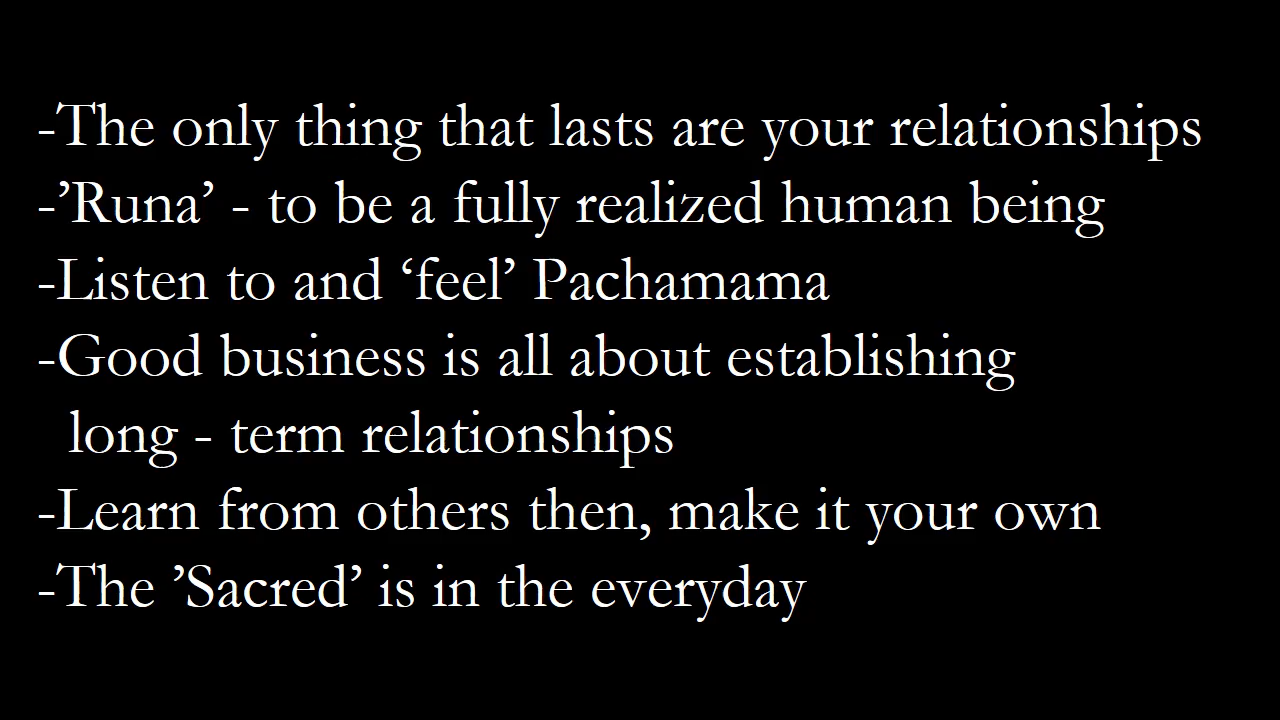 -The only thing that lasts are your relationships
-’Runa’ - to be a fully realized human being
-Listen to and ‘feel’ Pachamama
-Good business is all about establishing
long - term relationships
-Learn from others then, make it your own
-The ’Sacred’ is in the everyday